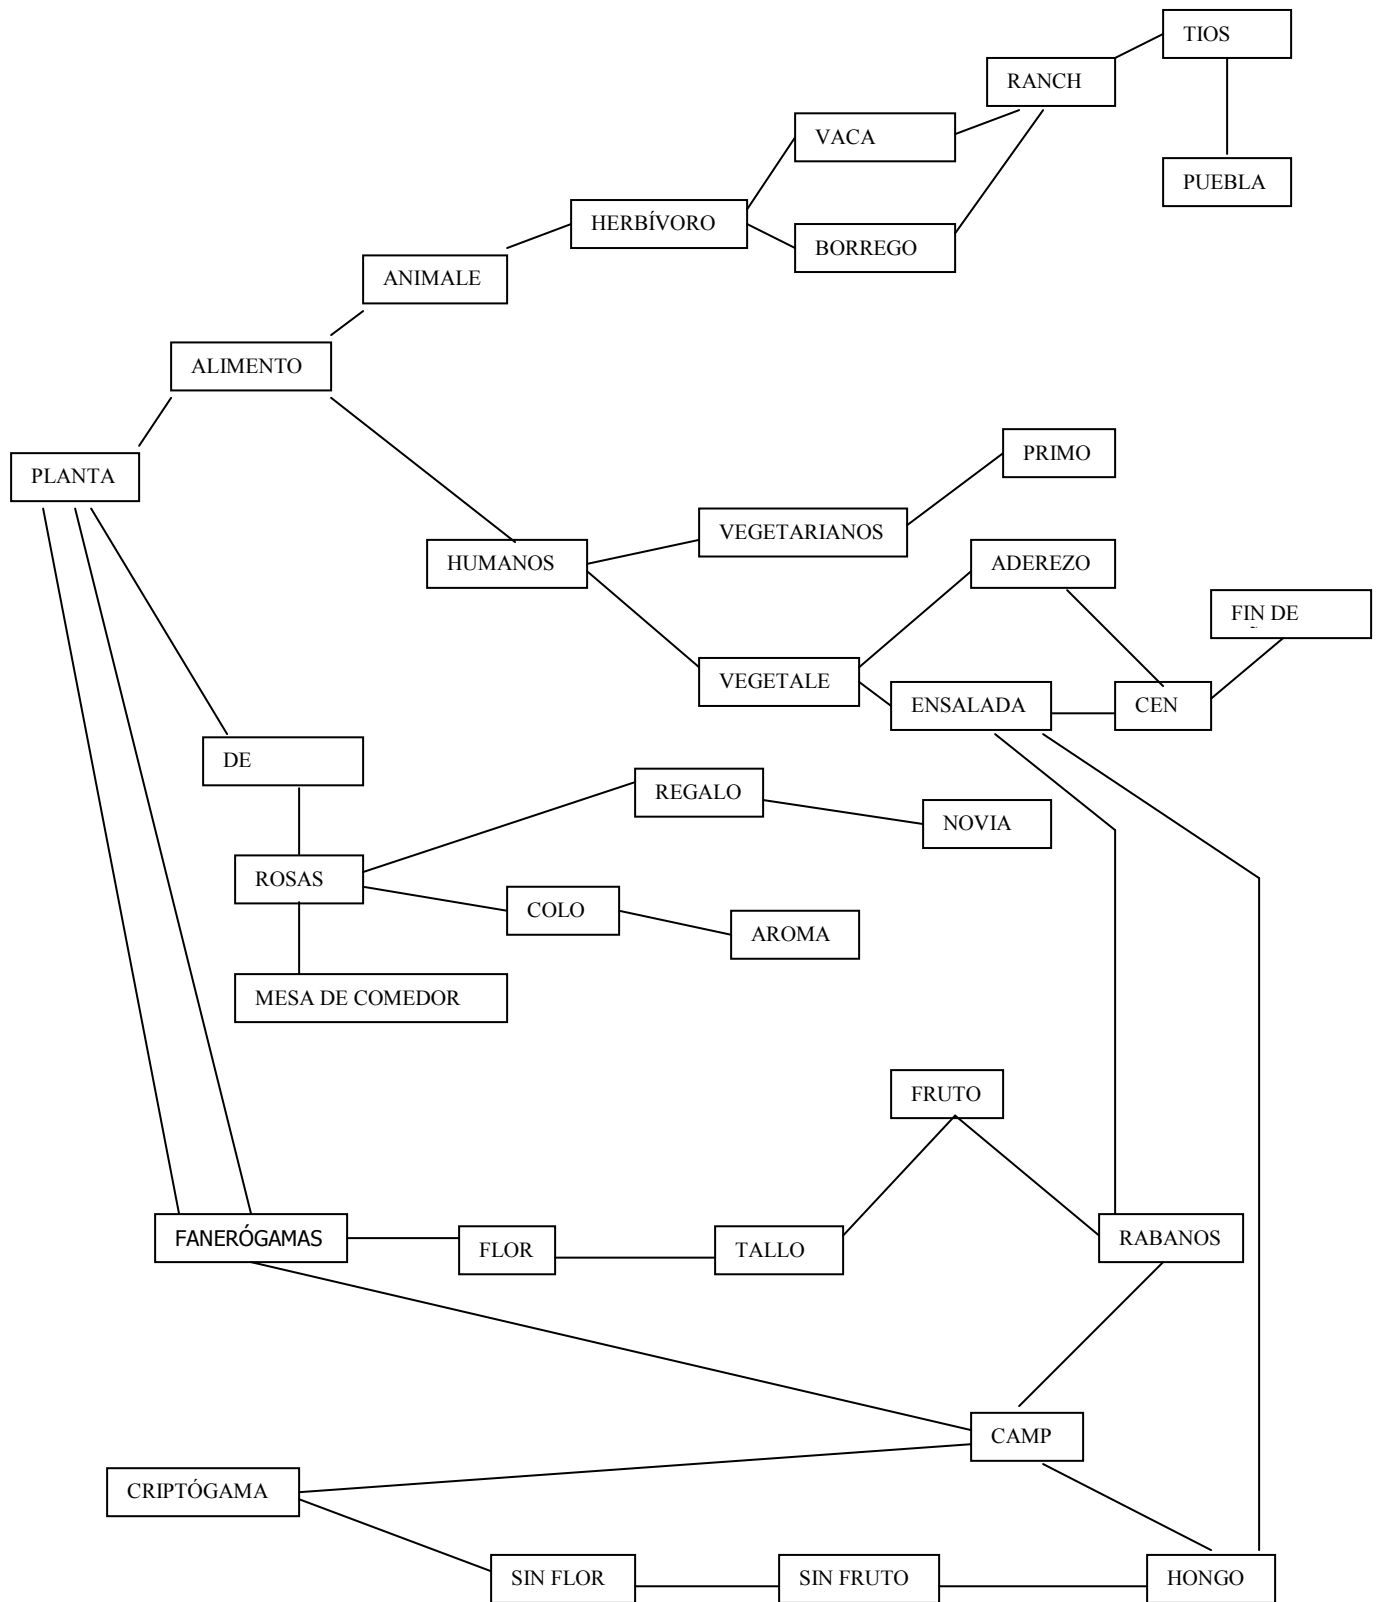 TIOS
RANCH
VACA
PUEBLA
HERBÍVORO
BORREGO
ANIMALE
ALIMENTO
PRIMO
PLANTA
VEGETARIANOS
HUMANOS
ADEREZO
FIN DE
VEGETALE
ENSALADA
CEN
DE
REGALO
NOVIA
ROSAS
COLO
AROMA
MESA DE COMEDOR
FRUTO
FANERÓGAMAS
FLOR
TALLO
RABANOS
CAMP
CRIPTÓGAMA
SIN FLOR
SIN FRUTO
HONGO